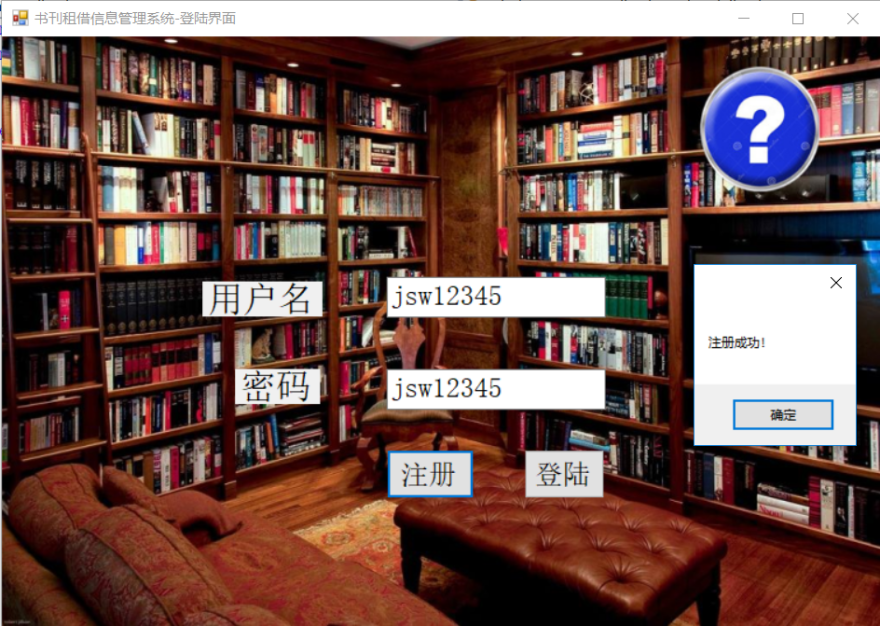 书刊租借信息管理系统-登陆界面
?
用户名 jsw12345
注册成功!
密码 jsw12345
确定
注册 登陆